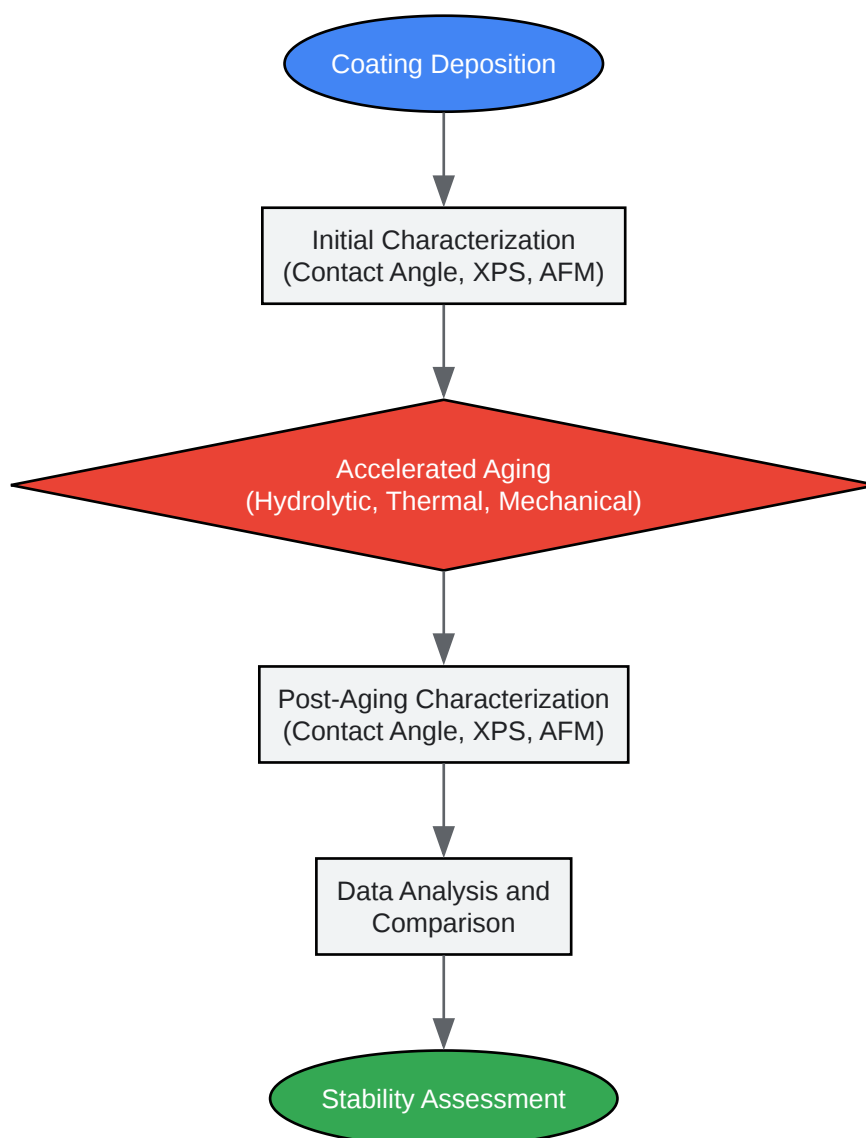 Coating Deposition
Initial Characterization
(Contact Angle, XPS, AFM)
Accelerated Aging
(Hydrolytic, Thermal, Mechanical)
Post-Aging Characterization
(Contact Angle, XPS, AFM)
Data Analysis and
Comparison
Stability Assessment